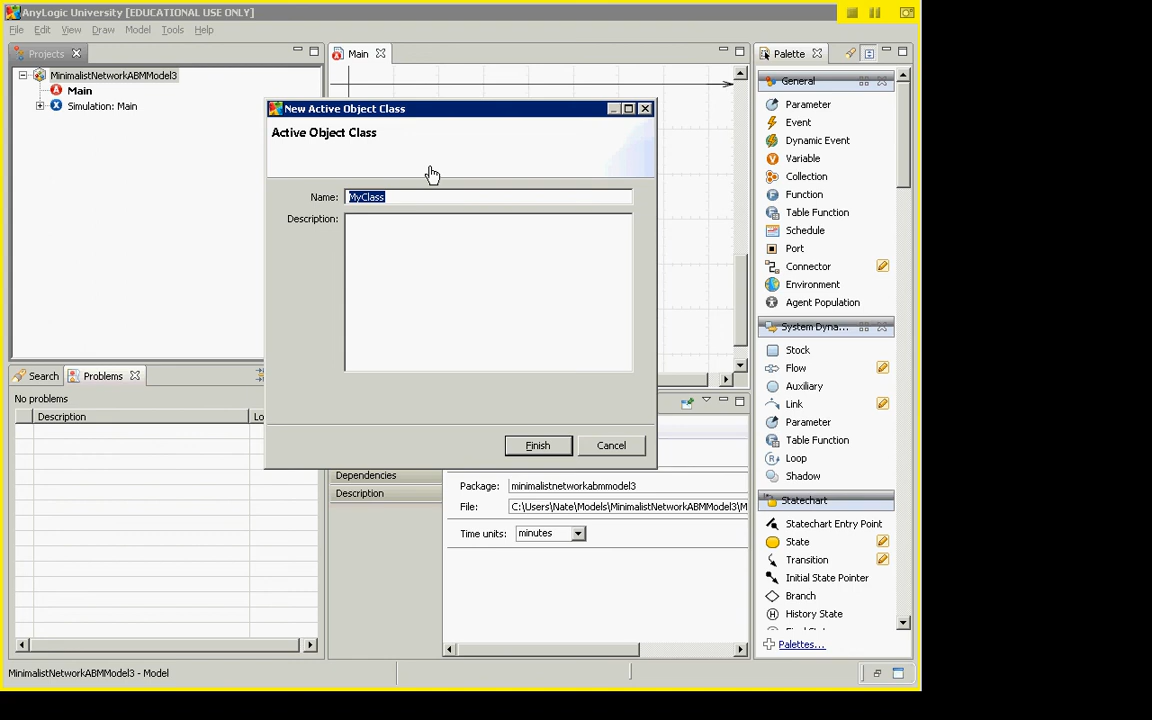 AnyLogic University [EDUCATIONAL USE ONLY]
File Edit View Draw Model Tools Help
Projects
MinimalistNetworkABMModel3
Main
Simulation: Main
Main
New Active Object Class
Active Object Class
Name: MyClass
Description:
Finish Cancel
Search Problems
No problems
Description Lo
Dependencies
Description
Package: minimalistnetworkabmmodel3
File: C:\Users\Nate\Models\MinimalistNetworkABMModel3\M
Time units: minutes
Palette
General
Parameter
Event
Dynamic Event
Variable
Collection
Function
Table Function
Schedule
Port
Connector
Environment
Agent Population
System Dyna...
Stock
Flow
Auxiliary
Link
Parameter
Table Function
Loop
Shadow
Statechart
Statechart Entry Point
State
Transition
Initial State Pointer
Branch
History State
Palettes...
MinimalistNetworkABMModel3 - Model